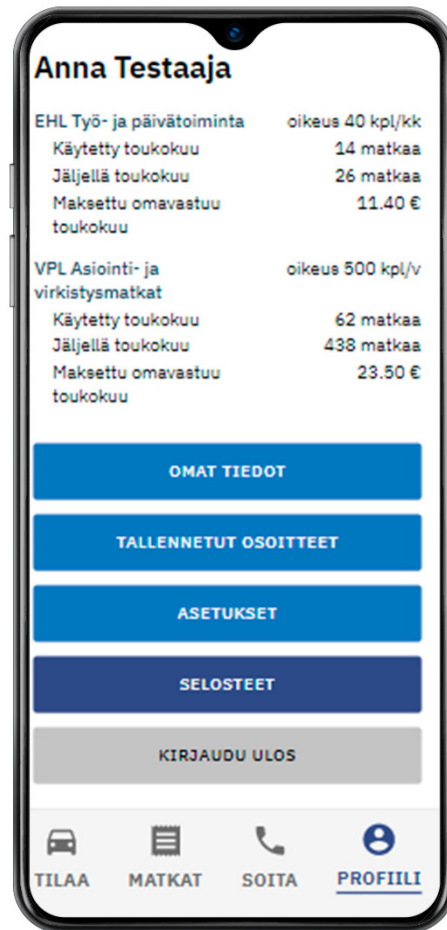 Anna Testaaja
EHL Työ- ja päivätoiminta oikeus 40 kpl/kk
Käytetty toukokuu 14 matkaa
Jäljellä toukokuu 26 matkaa
Maksettu omavastuu 11.40 €
toukokuu
VPL Asiointi- ja oikeus 500 kpl/v
virkistysmatkat
Käytetty toukokuu 62 matkaa
Jäljellä toukokuu 438 matkaa
Maksettu omavastuu 23.50 €
toukokuu
OMAT TIEDOT
TALLENNETUT OSOITTEET
ASETUKSET
SELOSTEET
KIRJAUDU ULOS
TILAA MATKAT SOITA PROFIILI